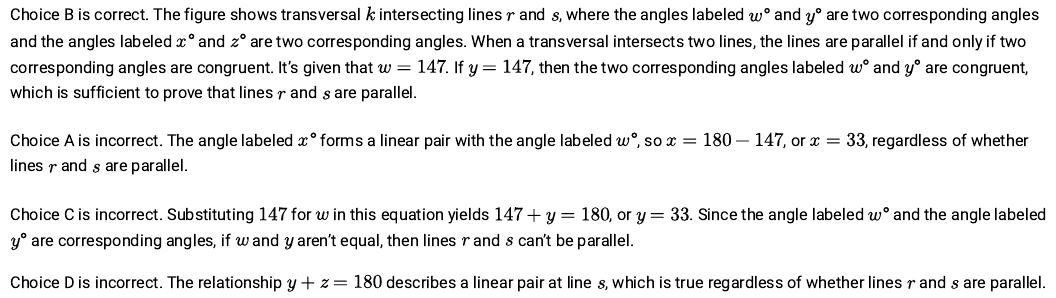 Choice B is correct. The figure shows transversal k intersecting lines r and s, where the angles labeled w° and y° are two corresponding angles
and the angles labeled x° and z° are two corresponding angles. When a transversal intersects two lines, the lines are parallel if and only if two
corresponding angles are congruent. It's given that w = 147. If y = 147, then the two corresponding angles labeled w° and y° are congruent,
which is sufficient to prove that lines r and s are parallel.
Choice A is incorrect. The angle labeled x° forms a linear pair with the angle labeled w°, so x = 180 – 147, or x = 33, regardless of whether
lines r and s are parallel.
Choice C is incorrect. Substituting 147 for w in this equation yields 147 + y = 180, or y = 33. Since the angle labeled w° and the angle labeled
y° are corresponding angles, if w and y aren't equal, then lines r and s can't be parallel.
Choice D is incorrect. The relationship y + z = 180 describes a linear pair at line s, which is true regardless of whether lines r and s are parallel.